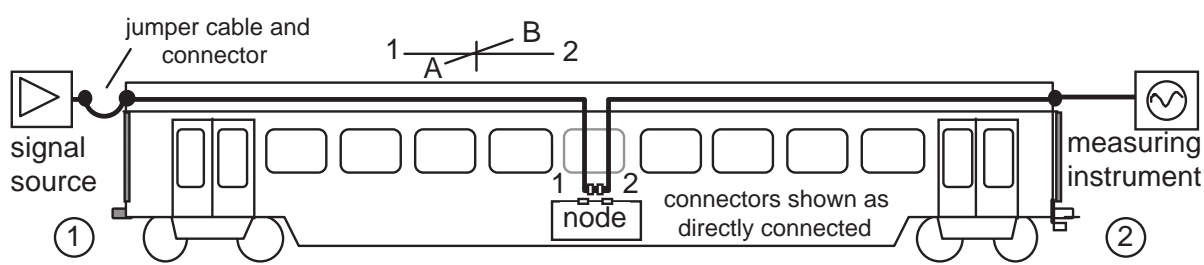 jumper cable and
connector
1
B
2
A
signal
source
1
measuring
instrument
2
1
2
node
connectors shown as
directly connected